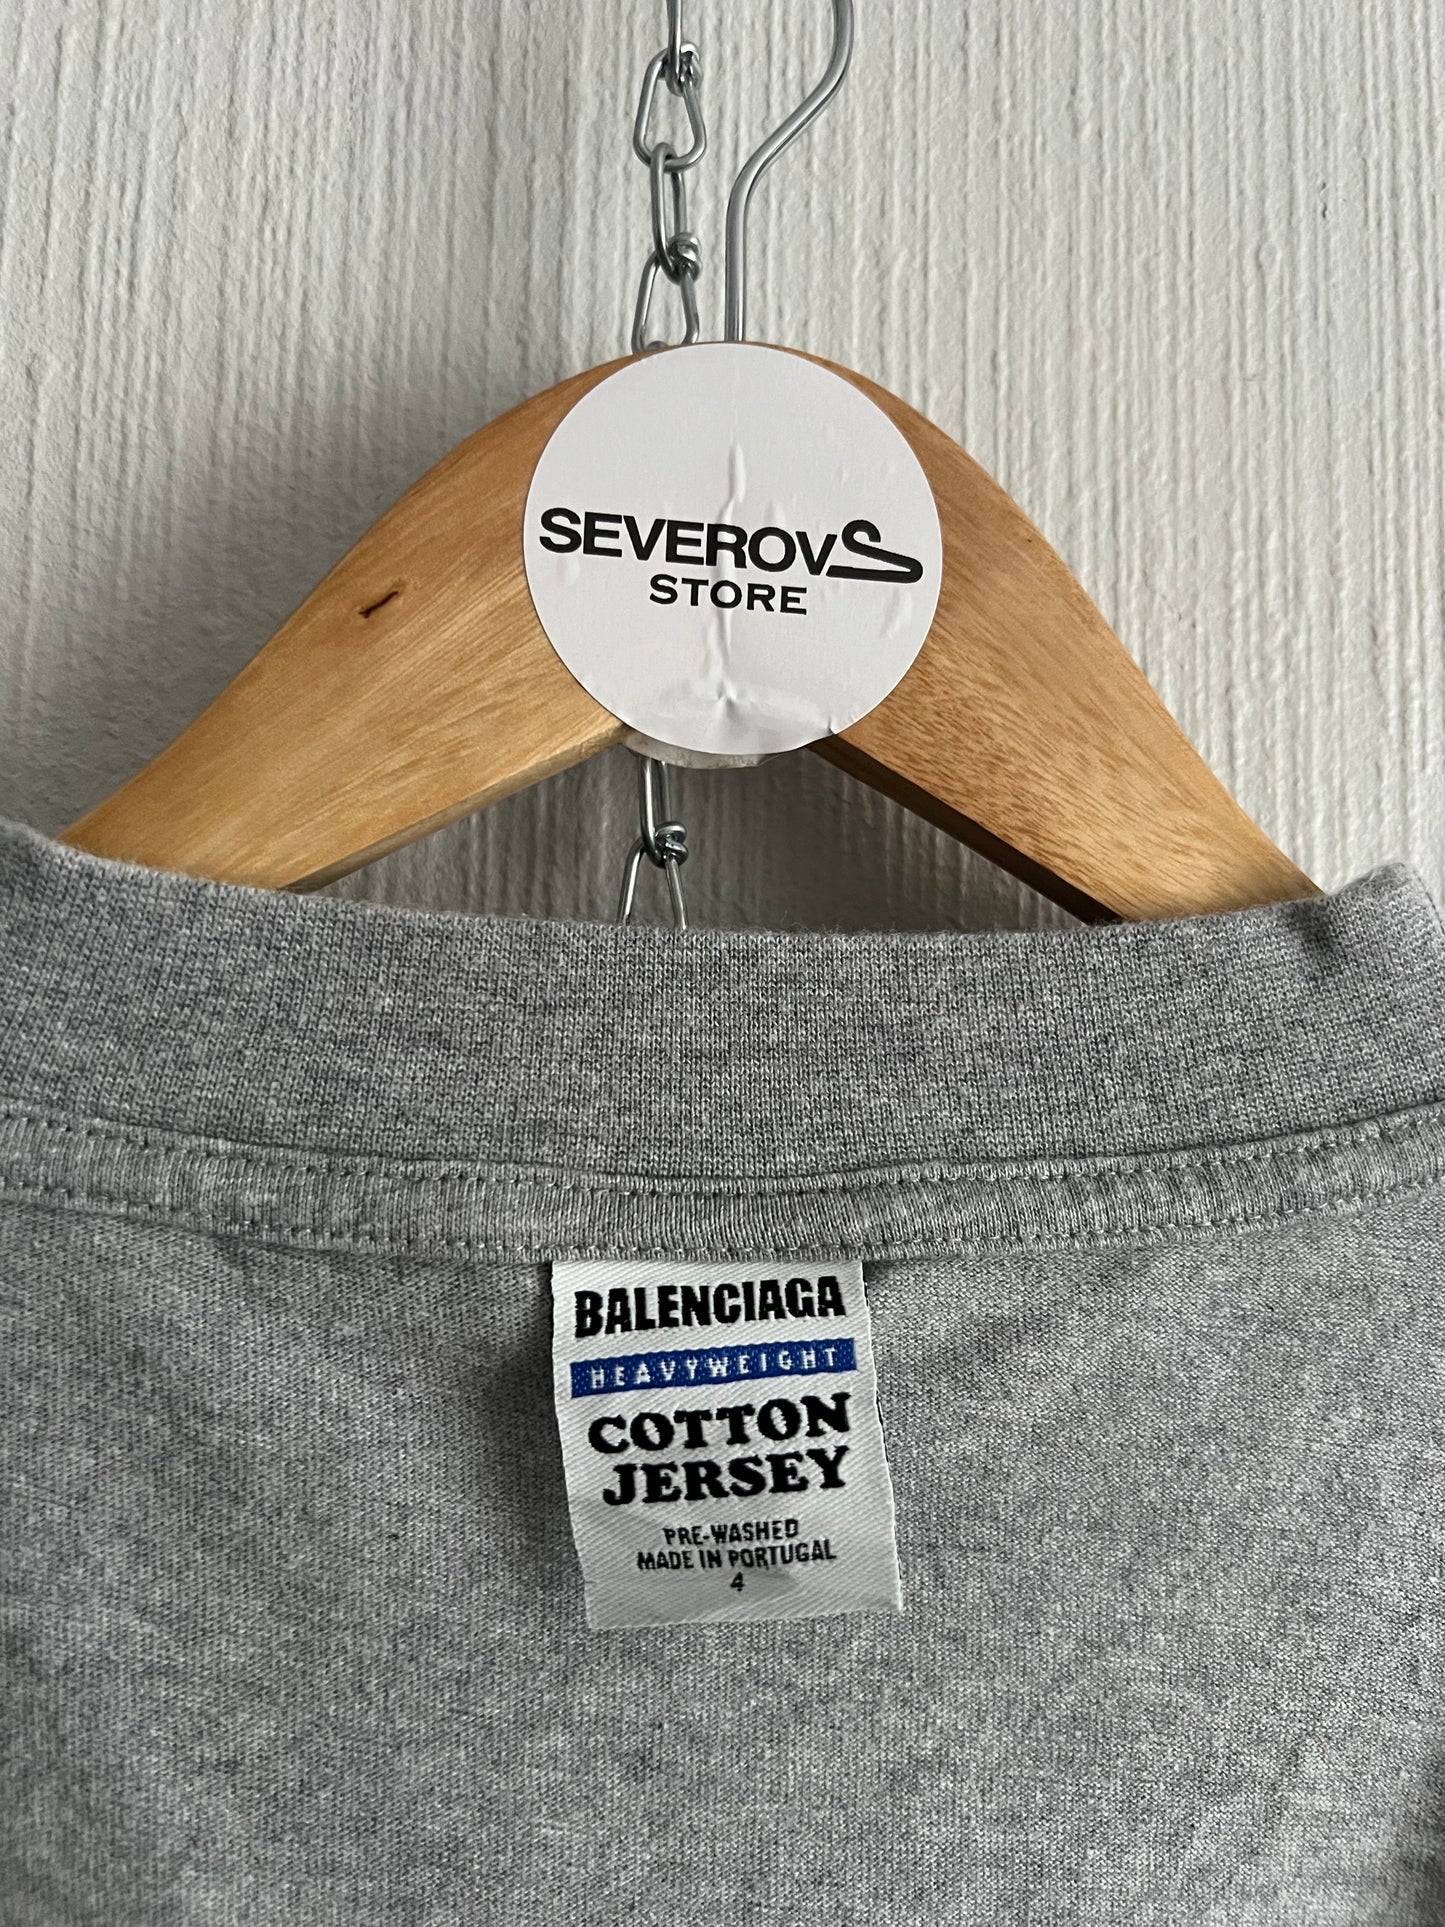 SEVEROVS
STORE
BALENCIAGA
HEAVYWEIGHT
COTTON
JERSEY
PRE-WASHED
MADE IN PORTUGAL
4